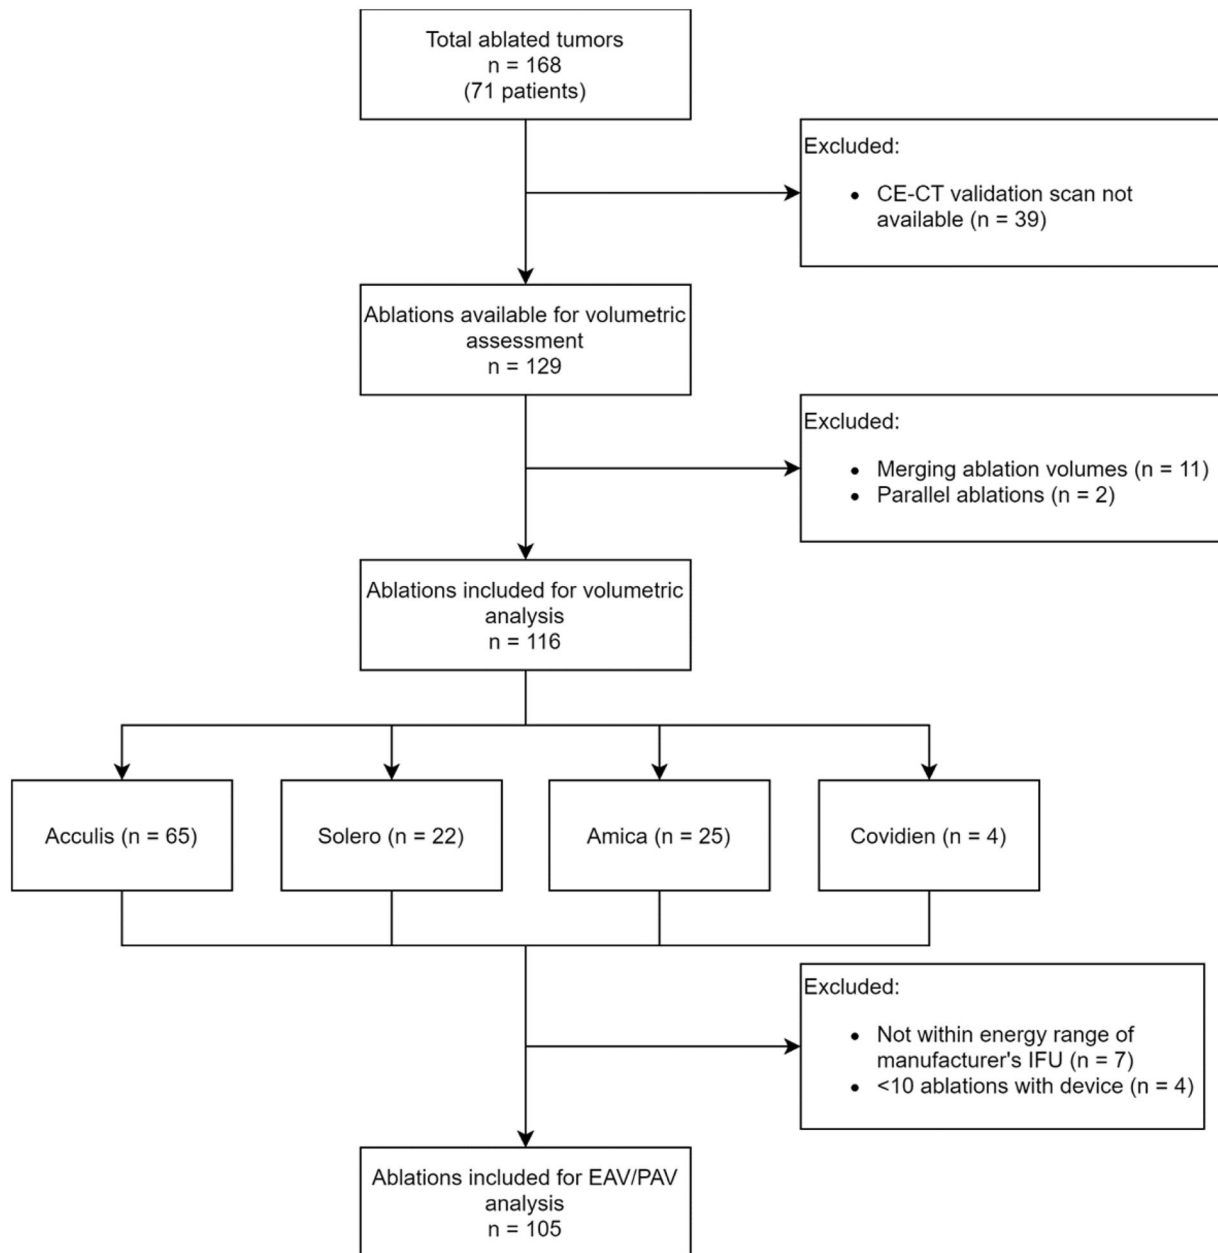 Total ablated tumors
n = 168
(71 patients)
Excluded:
• CE-CT validation scan not
available (n = 39)
Ablations available for volumetric
assessment
n = 129
Excluded:
• Merging ablation volumes (n = 11)
• Parallel ablations (n = 2)
Ablations included for volumetric
analysis
n = 116
Acculis (n = 65)
Solero (n = 22)
Amica (n = 25)
Covidien (n = 4)
Excluded:
• Not within energy range of
manufacturer's IFU (n = 7)
• <10 ablations with device (n = 4)
Ablations included for EAV/PAV
analysis
n = 105